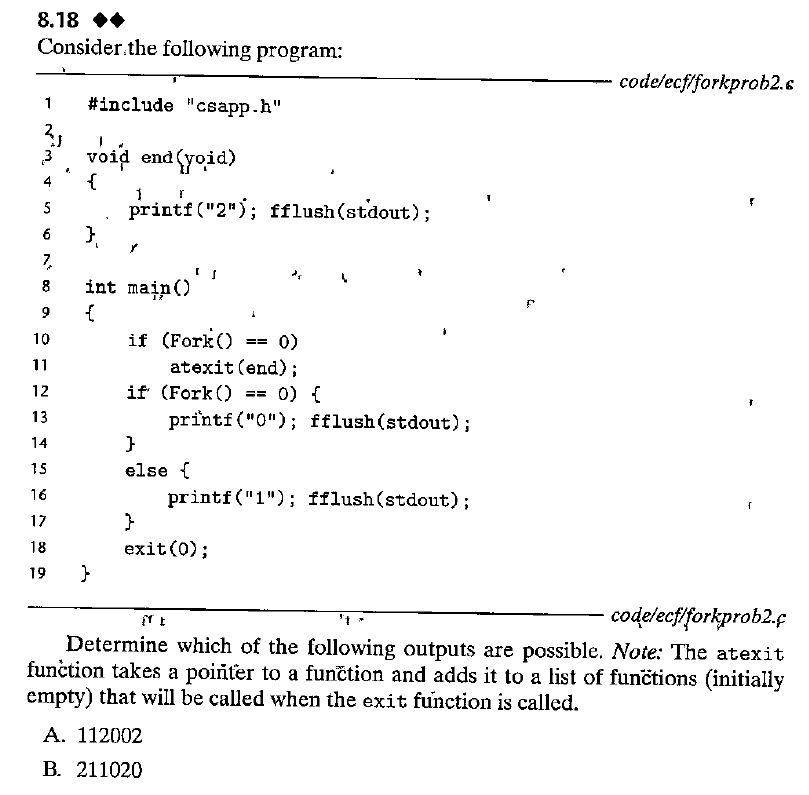 8.18 ◆◆
Consider the following program:
code/ecf/forkprob2.c
1 #include "csapp.h"
2
3 void end(void)
4 {
5 printf("2"); fflush(stdout);
6 }
7
8 int main()
9 {
10 if (Fork() == 0)
11 atexit(end);
12 if (Fork() == 0) {
13 printf("0"); fflush(stdout);
14 }
15 else {
16 printf("1"); fflush(stdout);
17 }
18 exit(0);
19 }
code/ecf/forkprob2.c
Determine which of the following outputs are possible. Note: The atexit
function takes a pointer to a function and adds it to a list of functions (initially
empty) that will be called when the exit function is called.
A. 112002
B. 211020